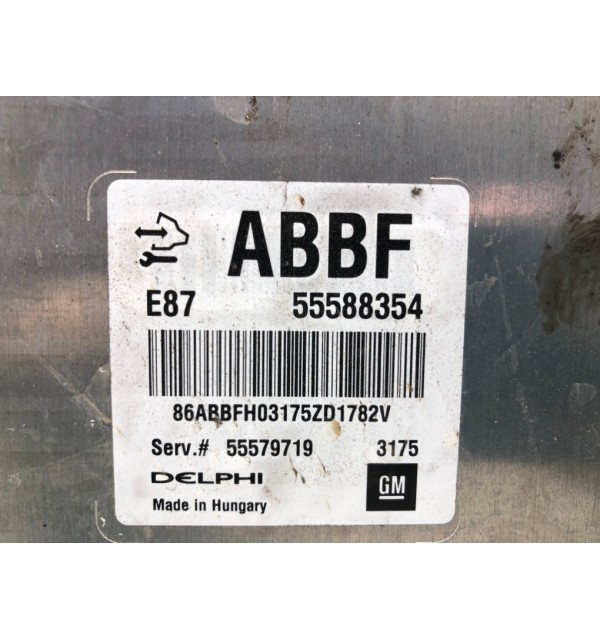 ABBF
E87 55588354
86ABBFH03175ZD1782V
Serv.# 55579719 3175
DELPHI GM
Made in Hungary